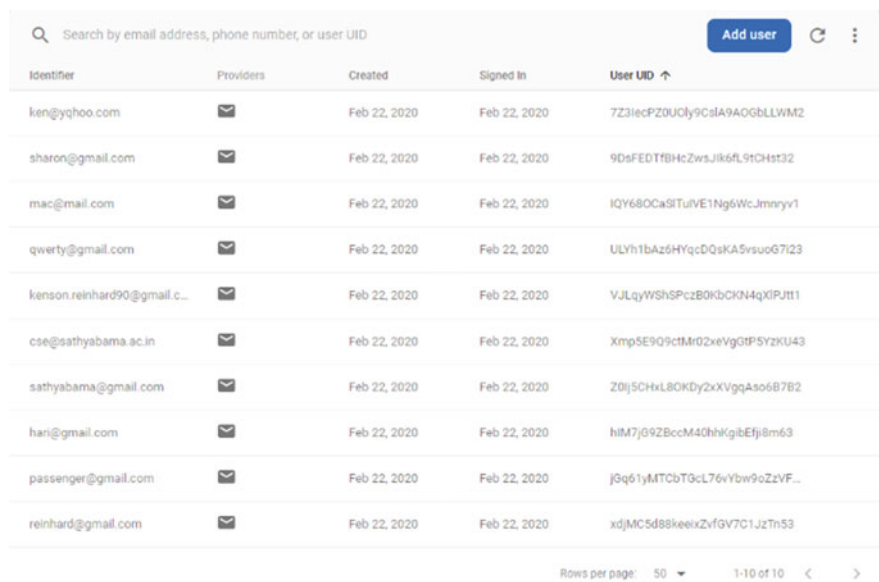 Search by email address, phone number, or user UID Add user
Identifier Providers Created Signed In User UID ↑
ken@yqhoo.com Feb 22, 2020 Feb 22, 2020 7Z3IecPZ0UOly9CslA9AOGbLLWM2
sharon@gmail.com Feb 22, 2020 Feb 22, 2020 9DsFEDTfBHcZwsJIk6fL9tCHst32
mac@mail.com Feb 22, 2020 Feb 22, 2020 IQY68OCaSlTuIVE1Ng6WcJmnryv1
qwerty@gmail.com Feb 22, 2020 Feb 22, 2020 ULYh1bAz6HYqcDQsKA5vsuoG7i23
kenson.reinhard90@gmail.c... Feb 22, 2020 Feb 22, 2020 VJLqyWShSPczB0KbCKN4qXlPJtt1
cse@sathyabama.ac.in Feb 22, 2020 Feb 22, 2020 Xmp5E9Q9ctMr02xeVgGtP5YzKU43
sathyabama@gmail.com Feb 22, 2020 Feb 22, 2020 Z0Ij5CHxL8OKDy2xXVgqAso6B7B2
hari@gmail.com Feb 22, 2020 Feb 22, 2020 hIM7jG9ZBccM40hhKgibEfji8m63
passenger@gmail.com Feb 22, 2020 Feb 22, 2020 jGq61yMTCbTGcL76vYbw9oZzVF...
reinhard@gmail.com Feb 22, 2020 Feb 22, 2020 xdjMC5d88keeixZvfGV7C1JzTn53
Rows per page: 50 1-10 of 10